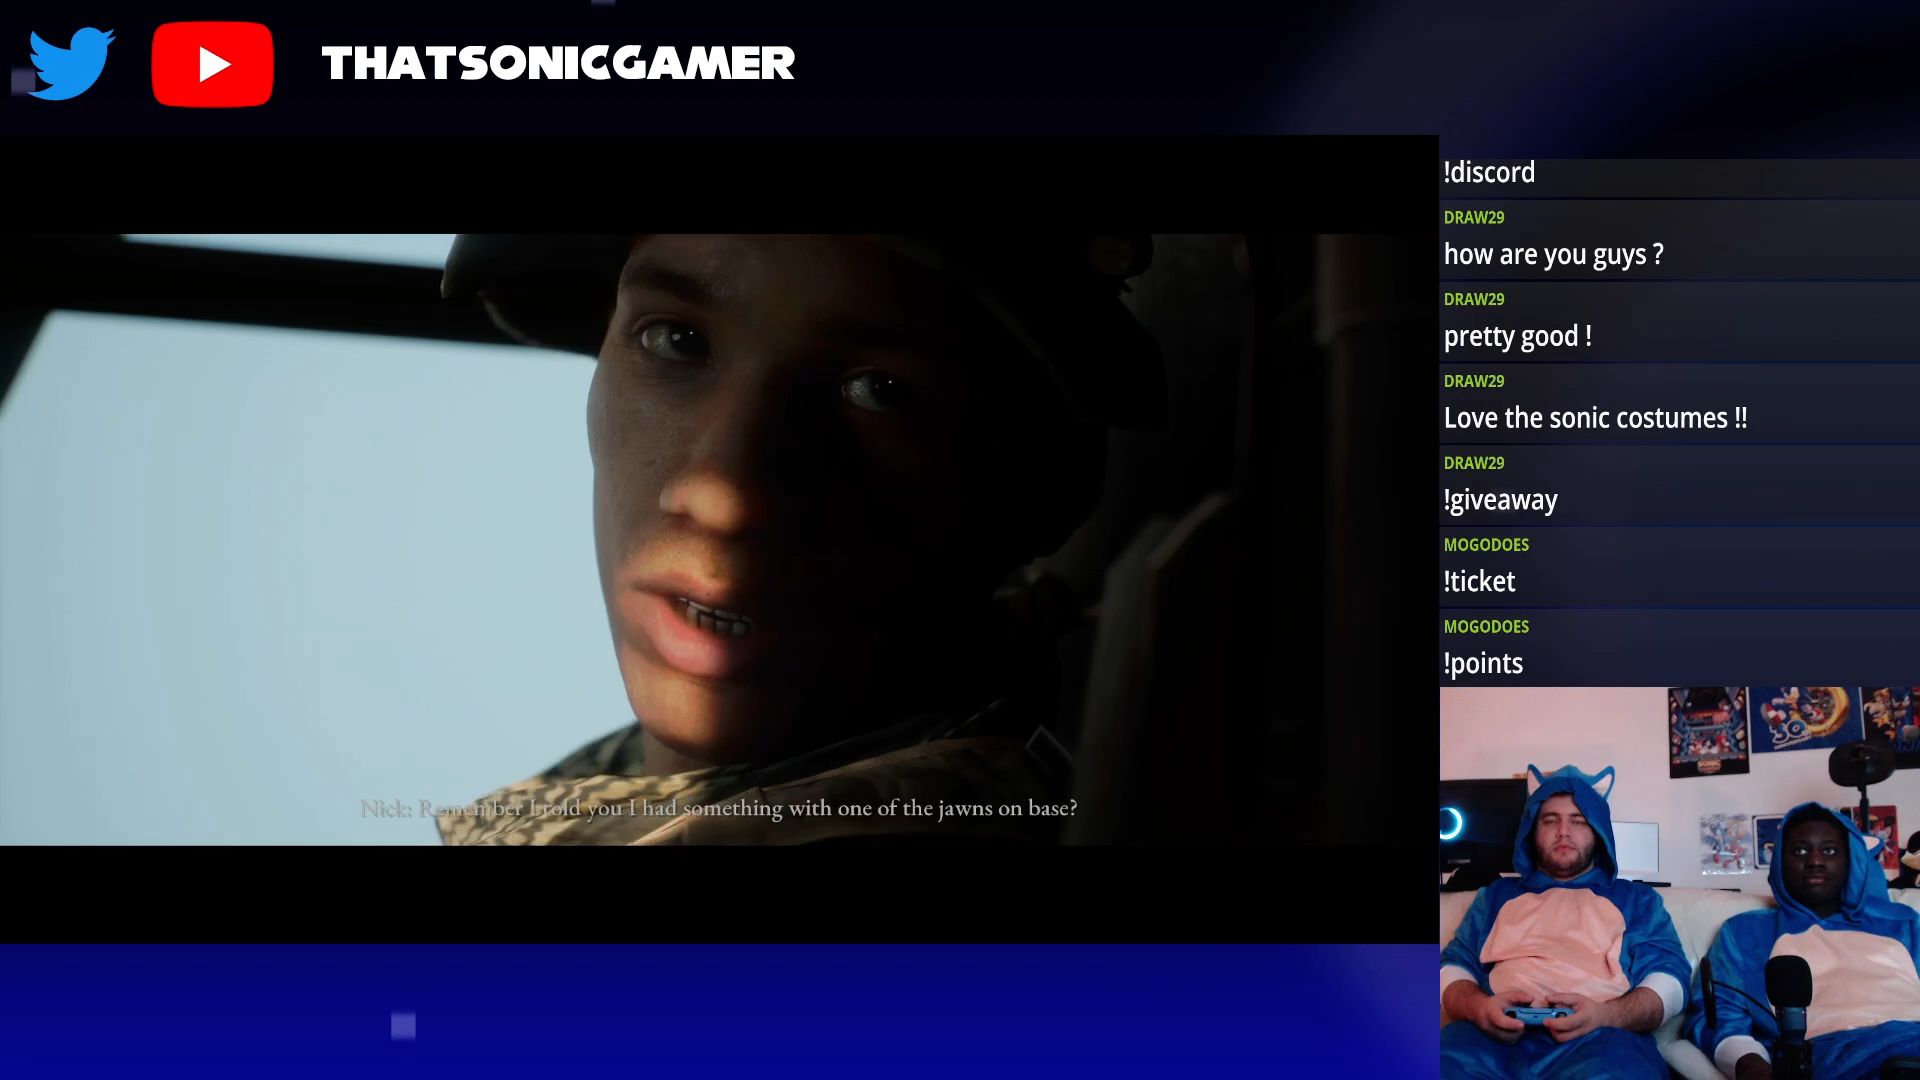 THATSONICGAMER
!discord
DRAW29
how are you guys ?
DRAW29
pretty good !
DRAW29
Love the sonic costumes !!
DRAW29
!giveaway
MOGODOES
!ticket
MOGODOES
!points
Nick: Remember I told you I had something with one of the jawns on base?
30